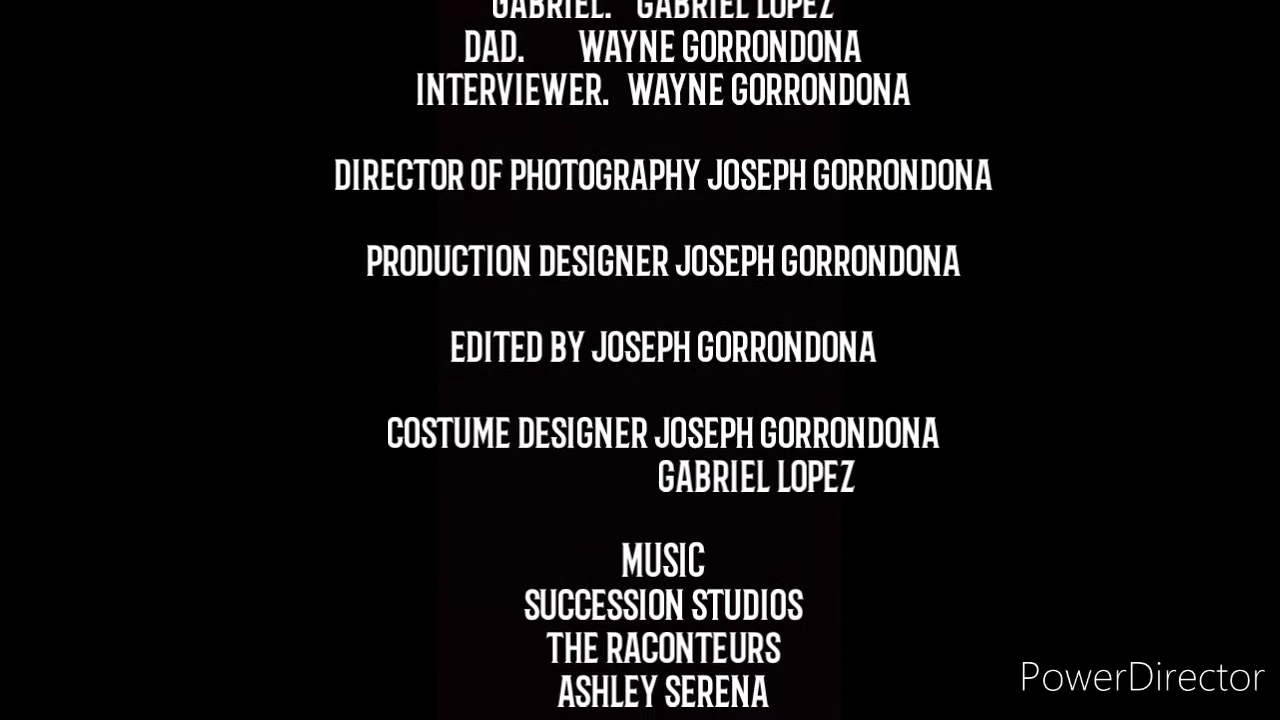 GABRIEL. GABRIEL LOPEZ
DAD. WAYNE GORRONDONA
INTERVIEWER. WAYNE GORRONDONA
DIRECTOR OF PHOTOGRAPHY JOSEPH GORRONDONA
PRODUCTION DESIGNER JOSEPH GORRONDONA
EDITED BY JOSEPH GORRONDONA
COSTUME DESIGNER JOSEPH GORRONDONA
GABRIEL LOPEZ
MUSIC
SUCCESSION STUDIOS
THE RACONTEURS
ASHLEY SERENA
PowerDirector